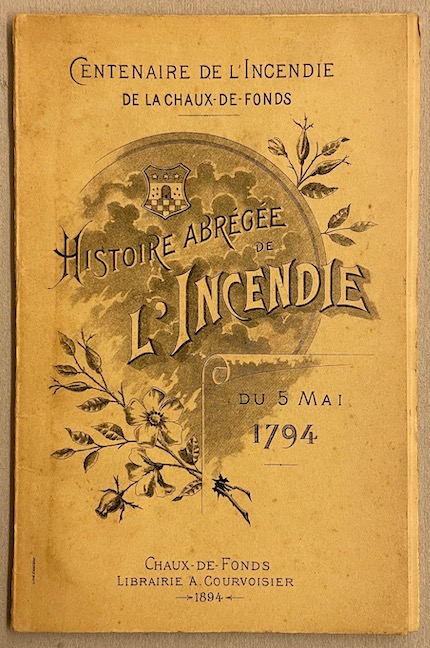 CENTENAIRE DE L'INCENDIE
DE LA CHAUX-DE-FONDS
HISTOIRE ABRÉGÉE
DE
L'INCENDIE
DU 5 MAI
1794
CHAUX-DE-FONDS
LIBRAIRIE A. COURVOISIER
1894